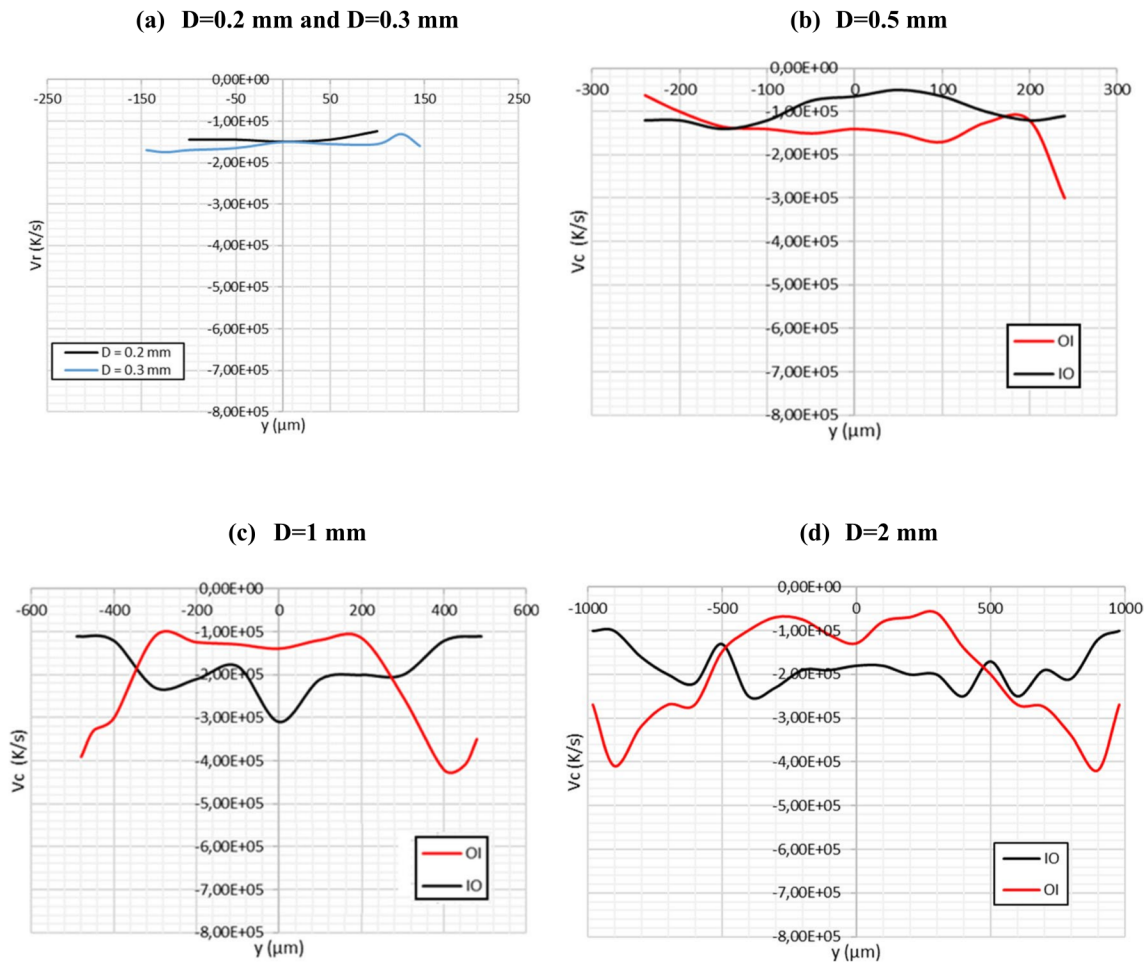 (a) D=0.2 mm and D=0.3 mm
0,00E+00
-250 -150 -50 50 150 250
-1,00E+05
-2,00E+05
-3,00E+05
-4,00E+05
-5,00E+05
-6,00E+05
-7,00E+05
-8,00E+05
Vr (K/s)
y (μm)
D = 0.2 mm
D = 0.3 mm
(b) D=0.5 mm
0,00E+00
-300 -200 -100 0 100 200 300
-1,00E+05
-2,00E+05
-3,00E+05
-4,00E+05
-5,00E+05
-6,00E+05
-7,00E+05
-8,00E+05
Vc (K/s)
y (μm)
OI
IO
(c) D=1 mm
0,00E+00
-600 -400 -200 0 200 400 600
-1,00E+05
-2,00E+05
-3,00E+05
-4,00E+05
-5,00E+05
-6,00E+05
-7,00E+05
-8,00E+05
Vc (K/s)
y (μm)
OI
IO
(d) D=2 mm
0,00E+00
-1000 -500 0 500 1000
-1,00E+05
-2,00E+05
-3,00E+05
-4,00E+05
-5,00E+05
-6,00E+05
-7,00E+05
-8,00E+05
Vc (K/s)
y (μm)
IO
OI